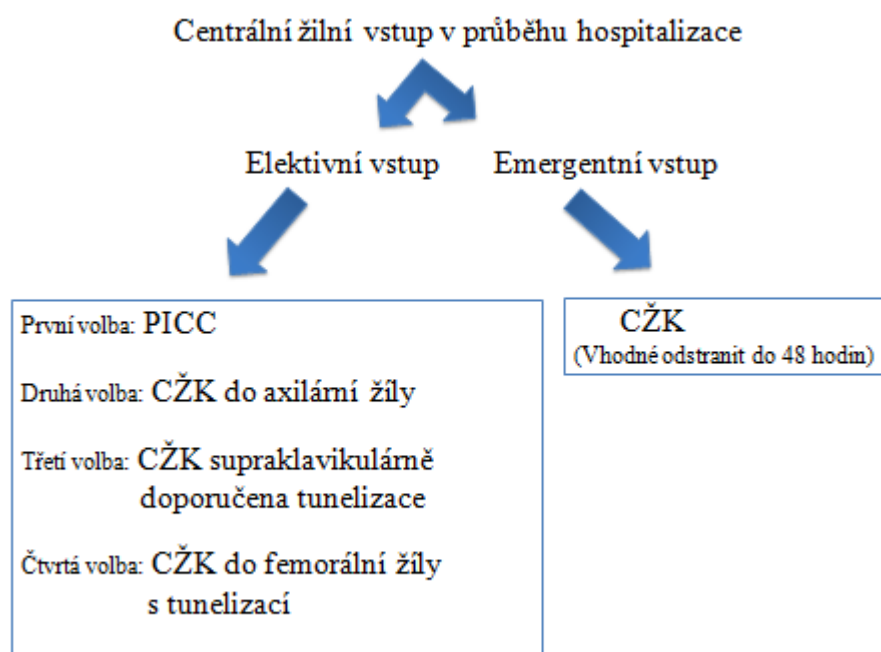 Centrální žilní vstup v průběhu hospitalizace
Elektivní vstup
Emergentní vstup
První volba: PICC
Druhá volba: CŽK do axilární žíly
Třetí volba: CŽK supraklavikulárně
doporučena tunelizace
Čtvrtá volba: CŽK do femorální žíly
s tunelizací
CŽK
(Vhodné odstranit do 48 hodin)